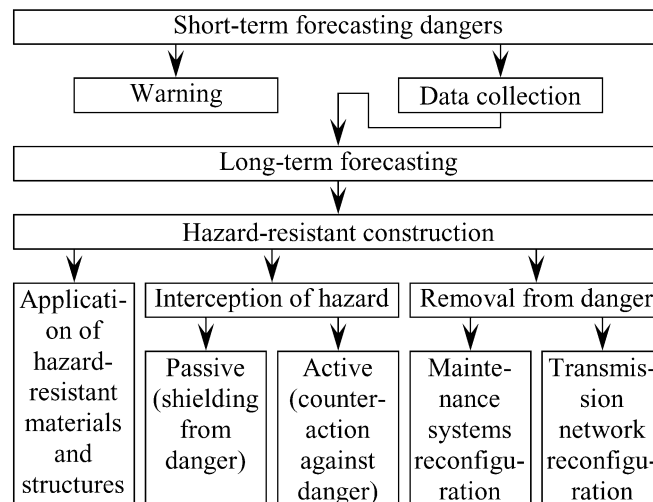 Short-term forecasting dangers
Warning
Data collection
Long-term forecasting
Hazard-resistant construction
Applicati-
on of
hazard-
resistant
materials
and
structures
Interception of hazard
Removal from danger
Passive
(shielding
from
danger)
Active
(counter-
action
against
danger)
Mainte-
nance
systems
reconfigu-
ration
Transmis-
sion
network
reconfigu-
ration